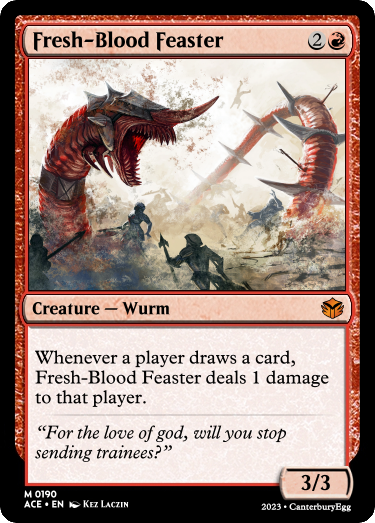 Fresh-Blood Feaster 2
Creature — Wurm
Whenever a player draws a card,
Fresh-Blood Feaster deals 1 damage
to that player.
“For the love of god, will you stop
sending trainees?”
3/3
M 0190
ACE • EN Kez Laczin
2023 • CanterburyEgg